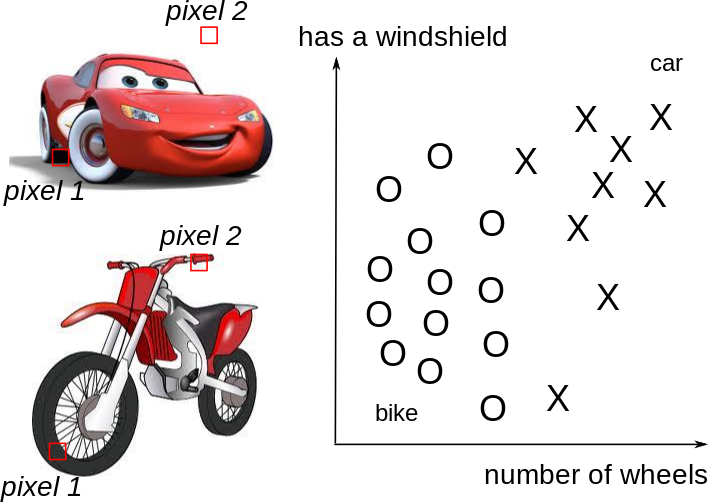 pixel 2
pixel 1
pixel 2
pixel 1
has a windshield
car
X X
X
O X
X
O X
O X
O
O
O O X
O O
O
O
O
X
O
bike
number of wheels